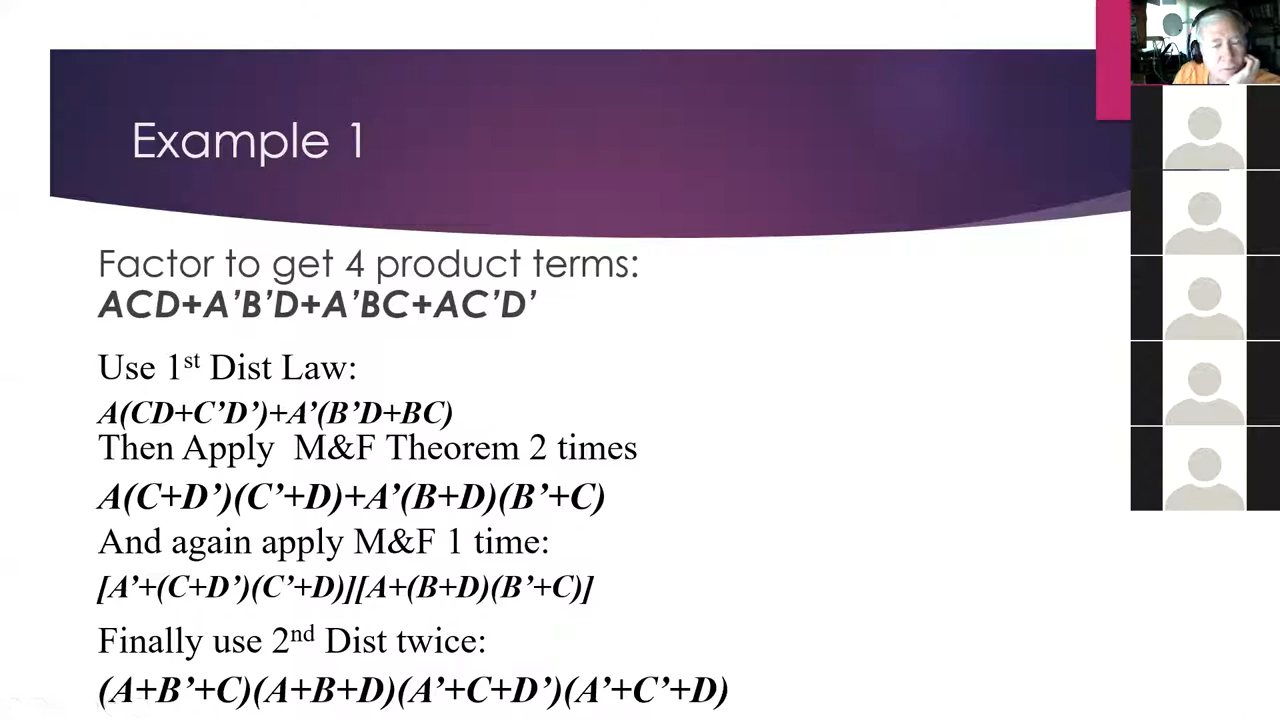 Example 1
Factor to get 4 product terms:
ACD+A’B’D+A’BC+AC’D’
Use 1st Dist Law:
A(CD+C’D’)+A’(B’D+BC)
Then Apply  M&F Theorem 2 times
A(C+D’)(C’+D)+A’(B+D)(B’+C)
And again apply M&F 1 time:
[A’+(C+D’)(C’+D)][A+(B+D)(B’+C)]
Finally use 2nd Dist twice:
(A+B’+C)(A+B+D)(A’+C+D’)(A’+C’+D)